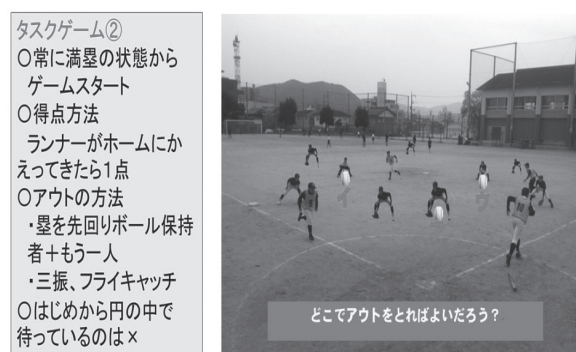 タスクゲーム②
○常に満塁の状態から
ゲームスタート
○得点方法
ランナーがホームにか
えってきたら1点
○アウトの方法
・塁を先回りボール保持
者+もう一人
・三振、フライキャッチ
○はじめから円の中で
待っているのは×
どこでアウトをとればよいだろう?